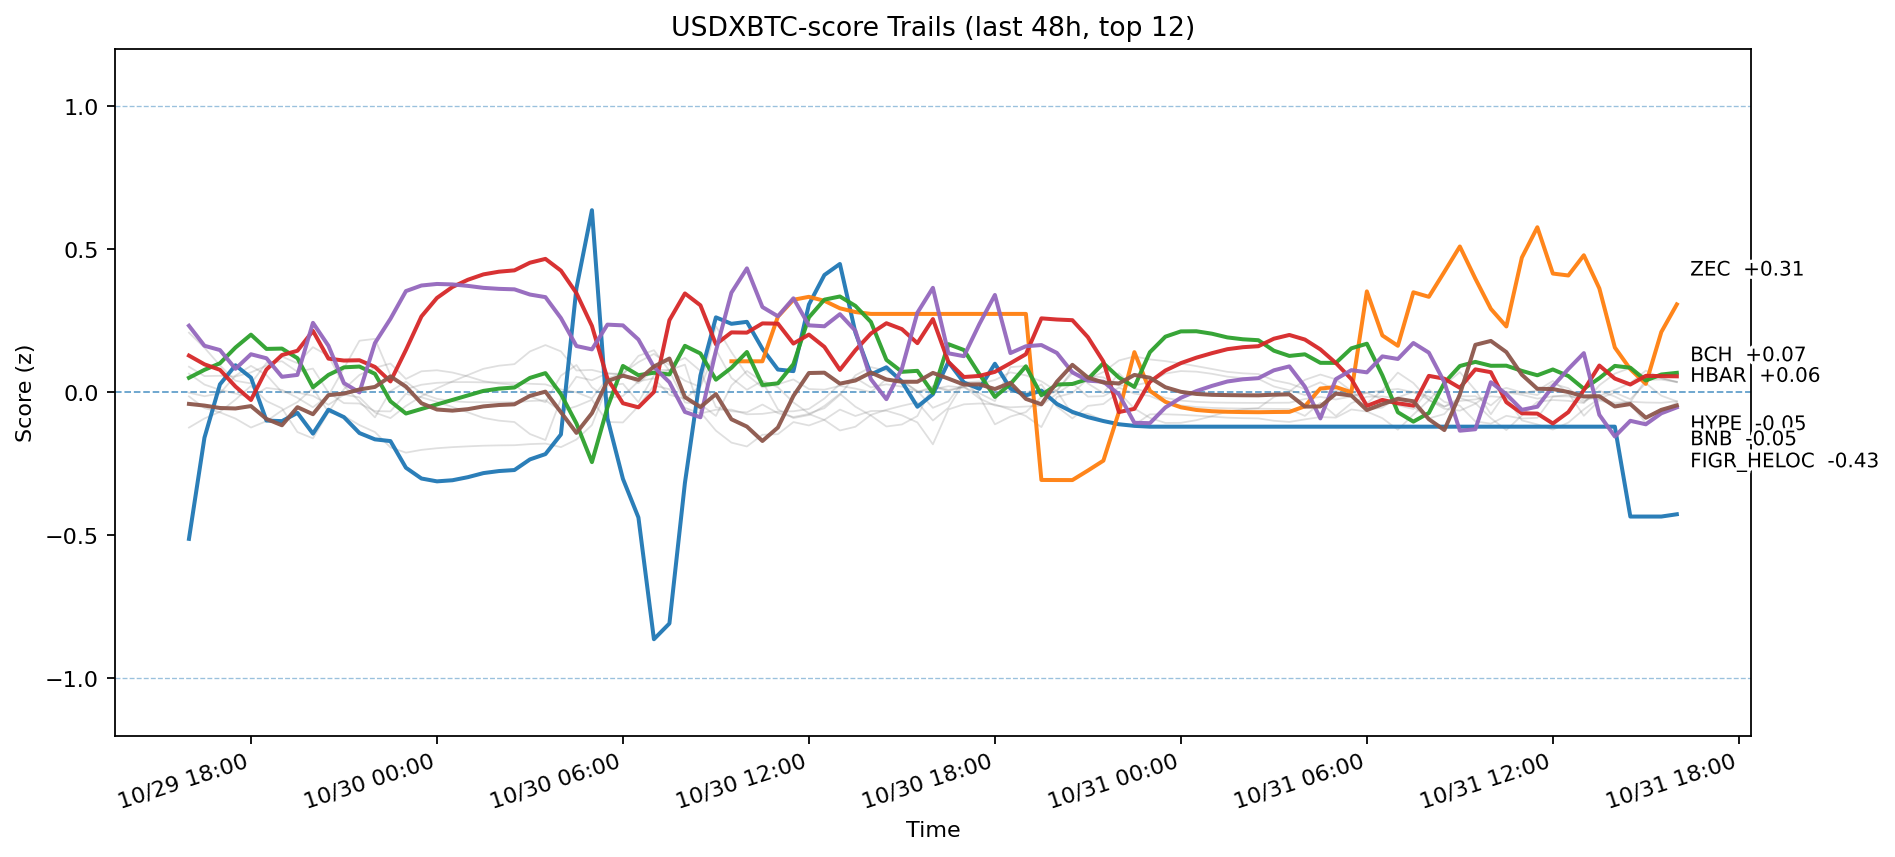 USDXBTC-score Trails (last 48h, top 12)
Score (z)
1.0
0.5
0.0
−0.5
−1.0
ZEC +0.31
BCH +0.07
HBAR +0.06
HYPE -0.05
BNB -0.05
FIGR_HELOC -0.43
10/29 18:00
10/30 00:00
10/30 06:00
10/30 12:00
10/30 18:00
10/31 00:00
10/31 06:00
10/31 12:00
10/31 18:00
Time